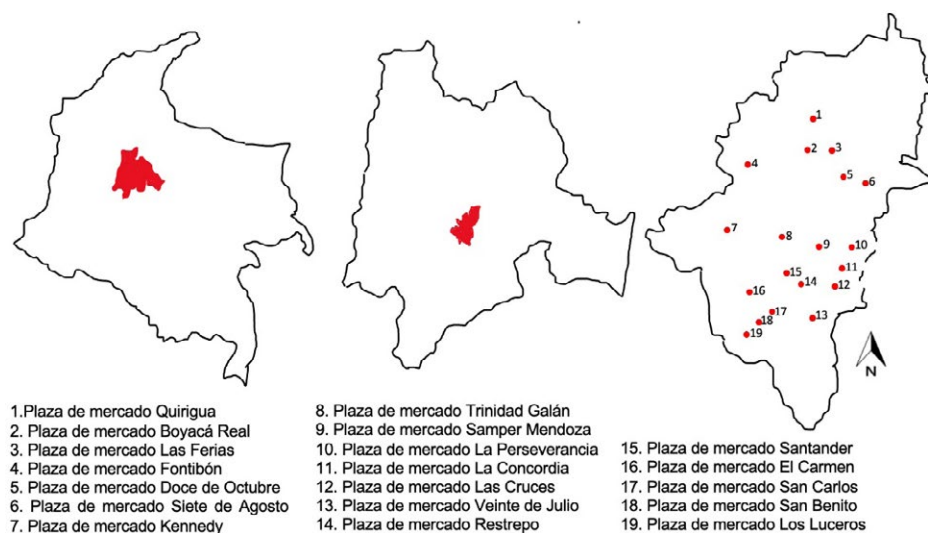 1
2
3
4
5
6
7
8
9
10
11
12
13
14
15
16
17
18
19
N
1.Plaza de mercado Quirigua
2. Plaza de mercado Boyacá Real
3. Plaza de mercado Las Ferias
4. Plaza de mercado Fontibón
5. Plaza de mercado Doce de Octubre
6. Plaza de mercado Siete de Agosto
7. Plaza de mercado Kennedy
8. Plaza de mercado Trinidad Galán
9. Plaza de mercado Samper Mendoza
10. Plaza de mercado La Perseverancia
11. Plaza de mercado La Concordia
12. Plaza de mercado Las Cruces
13. Plaza de mercado Veinte de Julio
14. Plaza de mercado Restrepo
15. Plaza de mercado Santander
16. Plaza de mercado El Carmen
17. Plaza de mercado San Carlos
18. Plaza de mercado San Benito
19. Plaza de mercado Los Luceros